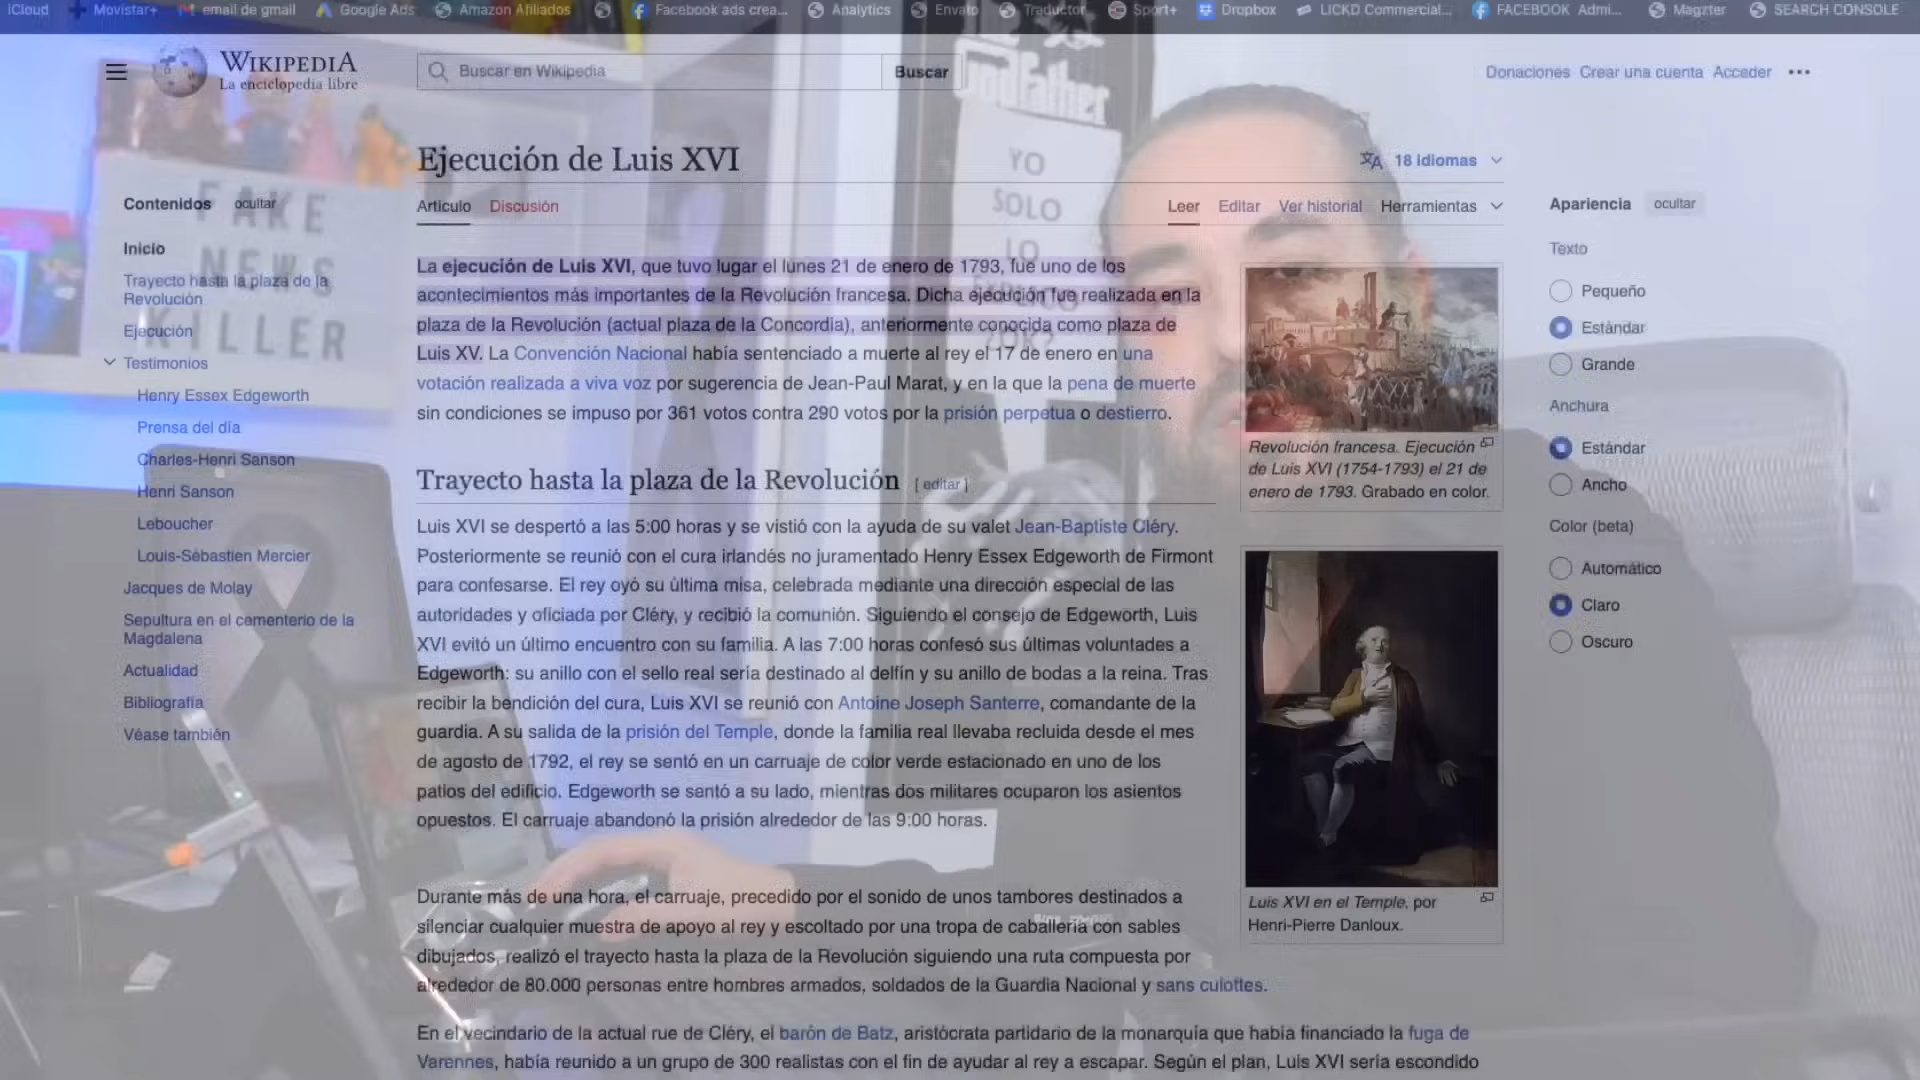 iCloud Movistar+ email de gmail Google Ads Amazon Afiliados Facebook ads crea... Analytics Envato Traductor Sport+ Dropbox LICKD Commercial... FACEBOOK Admi... Magzter SEARCH CONSOLE
WIKIPEDIA
La enciclopedia libre
Buscar en Wikipedia
Buscar
Donaciones Crear una cuenta Acceder
The
Godfather
YO
SOLO
LO
FAKE
NEWS
KILLER
Ejecución de Luis XVI
18 idiomas
Artículo Discusión
Leer Editar Ver historial Herramientas
Contenidos ocultar
Inicio
Trayecto hasta la plaza de la
Revolución
Ejecución
Testimonios
Henry Essex Edgeworth
Prensa del día
Charles-Henri Sanson
Henri Sanson
Leboucher
Louis-Sébastien Mercier
Jacques de Molay
Sepultura en el cementerio de la
Magdalena
Actualidad
Bibliografía
Véase también
La ejecución de Luis XVI, que tuvo lugar el lunes 21 de enero de 1793, fue uno de los
acontecimientos más importantes de la Revolución francesa. Dicha ejecución fue realizada en la
plaza de la Revolución (actual plaza de la Concordia), anteriormente conocida como plaza de
Luis XV. La Convención Nacional había sentenciado a muerte al rey el 17 de enero en una
votación realizada a viva voz por sugerencia de Jean-Paul Marat, y en la que la pena de muerte
sin condiciones se impuso por 361 votos contra 290 votos por la prisión perpetua o destierro.
Revolución francesa. Ejecución
de Luis XVI (1754-1793) el 21 de
enero de 1793. Grabado en color.
Trayecto hasta la plaza de la Revolución [ editar ]
Luis XVI se despertó a las 5:00 horas y se vistió con la ayuda de su valet Jean-Baptiste Cléry.
Posteriormente se reunió con el cura irlandés no juramentado Henry Essex Edgeworth de Firmont
para confesarse. El rey oyó su última misa, celebrada mediante una dirección especial de las
autoridades y oficiada por Cléry, y recibió la comunión. Siguiendo el consejo de Edgeworth, Luis
XVI evitó un último encuentro con su familia. A las 7:00 horas confesó sus últimas voluntades a
Edgeworth: su anillo con el sello real sería destinado al delfín y su anillo de bodas a la reina. Tras
recibir la bendición del cura, Luis XVI se reunió con Antoine Joseph Santerre, comandante de la
guardia. A su salida de la prisión del Temple, donde la familia real llevaba recluida desde el mes
de agosto de 1792, el rey se sentó en un carruaje de color verde estacionado en uno de los
patios del edificio. Edgeworth se sentó a su lado, mientras dos militares ocuparon los asientos
opuestos. El carruaje abandonó la prisión alrededor de las 9:00 horas.
Luis XVI en el Temple, por
Henri-Pierre Danloux.
Durante más de una hora, el carruaje, precedido por el sonido de unos tambores destinados a
silenciar cualquier muestra de apoyo al rey y escoltado por una tropa de caballería con sables
dibujados, realizó el trayecto hasta la plaza de la Revolución siguiendo una ruta compuesta por
alrededor de 80.000 personas entre hombres armados, soldados de la Guardia Nacional y sans culottes.
En el vecindario de la actual rue de Cléry, el barón de Batz, aristócrata partidario de la monarquía que había financiado la fuga de
Varennes, había reunido a un grupo de 300 realistas con el fin de ayudar al rey a escapar. Según el plan, Luis XVI sería escondido
Apariencia ocultar
Texto
Pequeño
Estándar
Grande
Anchura
Estándar
Ancho
Color (beta)
Automático
Claro
Oscuro